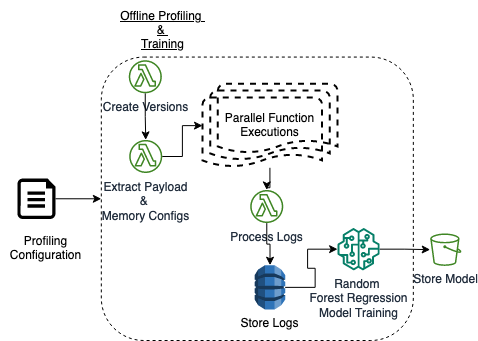 Offline Profiling
&
Training
Create Versions
Parallel Function
Executions
Extract Payload
&
Memory Configs
Profiling
Configuration
Process Logs
Store Logs
Random
Forest Regression
Model Training
Store Model